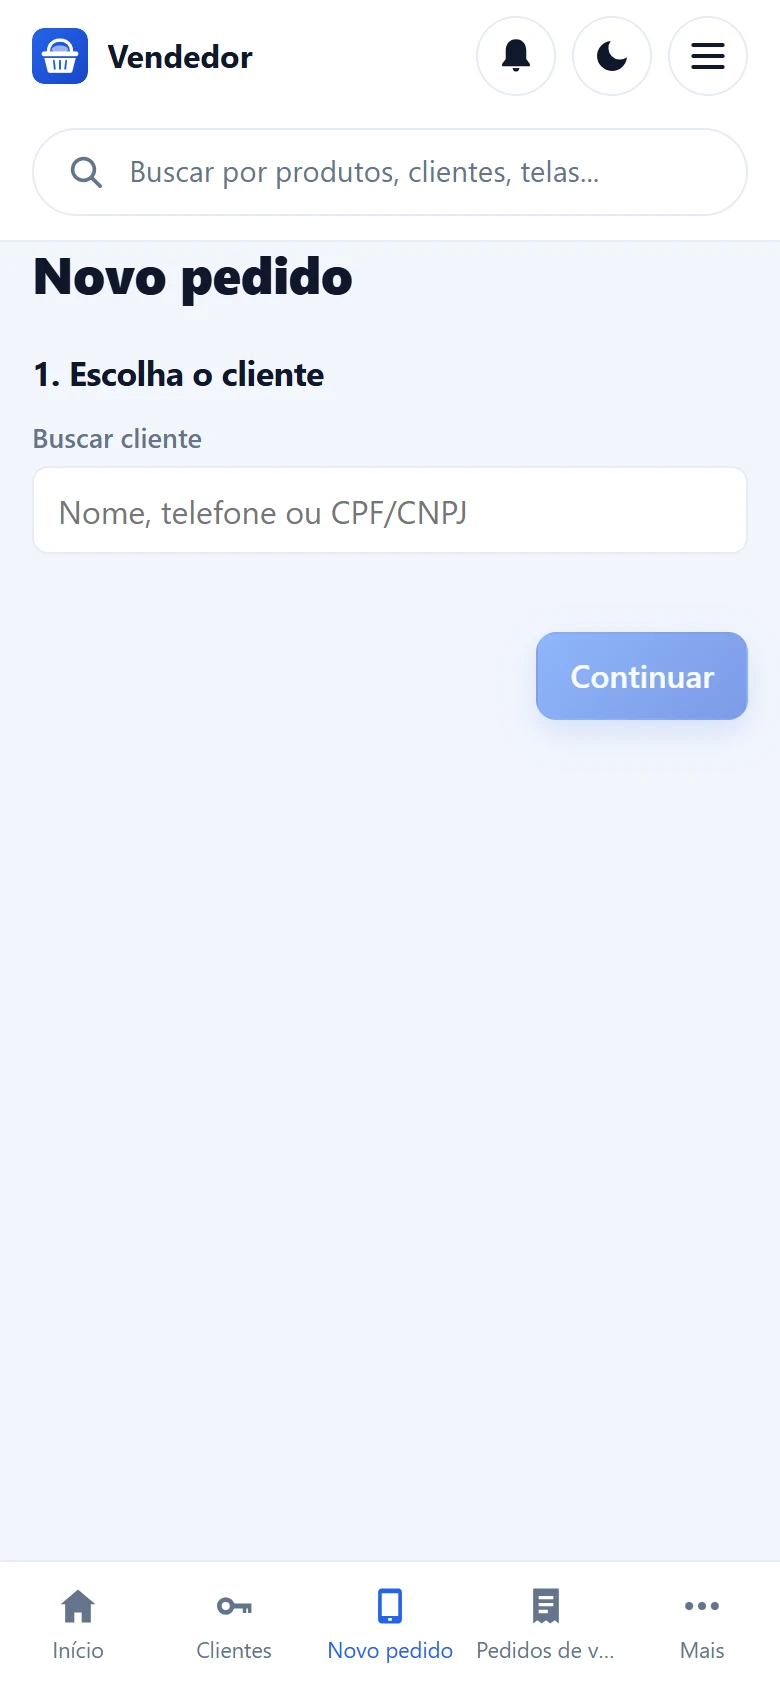 Vendedor
Buscar por produtos, clientes, telas...
Novo pedido
1. Escolha o cliente
Buscar cliente
Nome, telefone ou CPF/CNPJ
Continuar
Início
Clientes
Novo pedido
Pedidos de v...
Mais